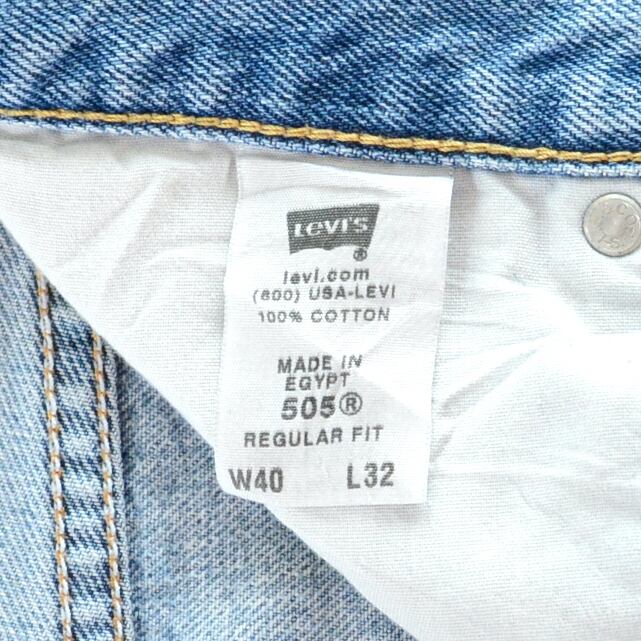 Levi's
®
levi.com
(800) USA-LEVI
100% COTTON
MADE IN
EGYPT
505®
REGULAR FIT
W40 L32